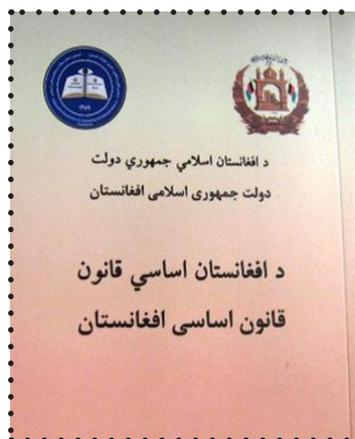 د افغانستان اسلامي جمهوري دولت
دولت جمهوری اسلامی افغانستان
د افغانستان اساسي قانون
قانون اساسی افغانستان